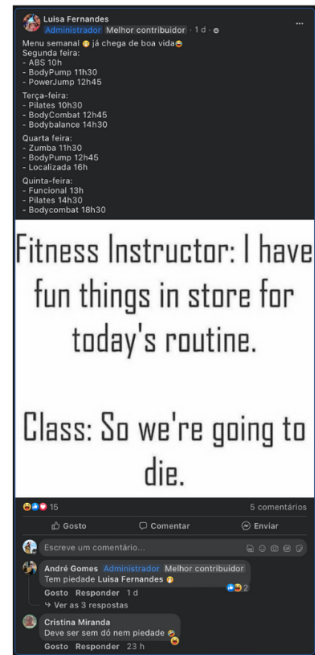 Luisa Fernandes
Administrador Melhor contribuidor · 1 d ·
Menu semanal 🤭 já chega de boa vida😅
Segunda feira:
- ABS 10h
- BodyPump 11h30
- PowerJump 12h45
Terça-feira:
- Pilates 10h30
- BodyCombat 12h45
- Bodybalance 14h30
Quarta feira:
- Zumba 11h30
- BodyPump 12h45
- Localizada 16h
Quinta-feira:
- Funcional 13h
- Pilates 14h30
- Bodycombat 18h30
Fitness Instructor: I have
fun things in store for
today's routine.
Class: So we're going to
die.
15
5 comentários
Gosto Comentar Enviar
Escreve um comentário...
André Gomes Administrador Melhor contribuidor
Tem piedade Luisa Fernandes 🤭
Gosto Responder 1 d
2
Ver as 3 respostas
Cristina Miranda
Deve ser sem dó nem piedade 🤣
Gosto Responder 23 h